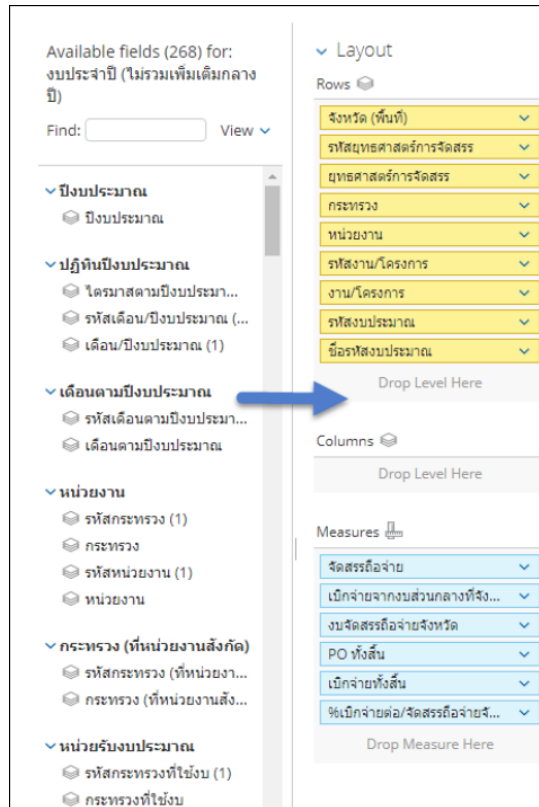 Available fields (268) for:
งบประจำปี (ไม่รวมเพิ่มเติมกลาง
ปี)
Find:
View
ปีงบประมาณ
ปีงบประมาณ
ปฏิทินปีงบประมาณ
ไตรมาสตามปีงบประมา...
รหัสเดือน/ปีงบประมาณ (...
เดือน/ปีงบประมาณ (1)
เดือนตามปีงบประมาณ
รหัสเดือนตามปีงบประมา...
เดือนตามปีงบประมาณ
หน่วยงาน
รหัสกระทรวง (1)
กระทรวง
รหัสหน่วยงาน (1)
หน่วยงาน
กระทรวง (ที่หน่วยงานสังกัด)
รหัสกระทรวง (ที่หน่วยงา...
กระทรวง (ที่หน่วยงานสัง...
หน่วยรับงบประมาณ
รหัสกระทรวงที่ใช้งบ (1)
กระทรวงที่ใช้งบ
Layout
Rows
จังหวัด (พื้นที่)
รหัสยุทธศาสตร์การจัดสรร
ยุทธศาสตร์การจัดสรร
กระทรวง
หน่วยงาน
รหัสงาน/โครงการ
งาน/โครงการ
รหัสงบประมาณ
ชื่อรหัสงบประมาณ
Drop Level Here
Columns
Drop Level Here
Measures
จัดสรรถือจ่าย
เบิกจ่ายจากงบส่วนกลางที่จัง...
งบจัดสรรถือจ่ายจังหวัด
PO ทั้งสิ้น
เบิกจ่ายทั้งสิ้น
%เบิกจ่ายต่อ/จัดสรรถือจ่ายจั...
Drop Measure Here